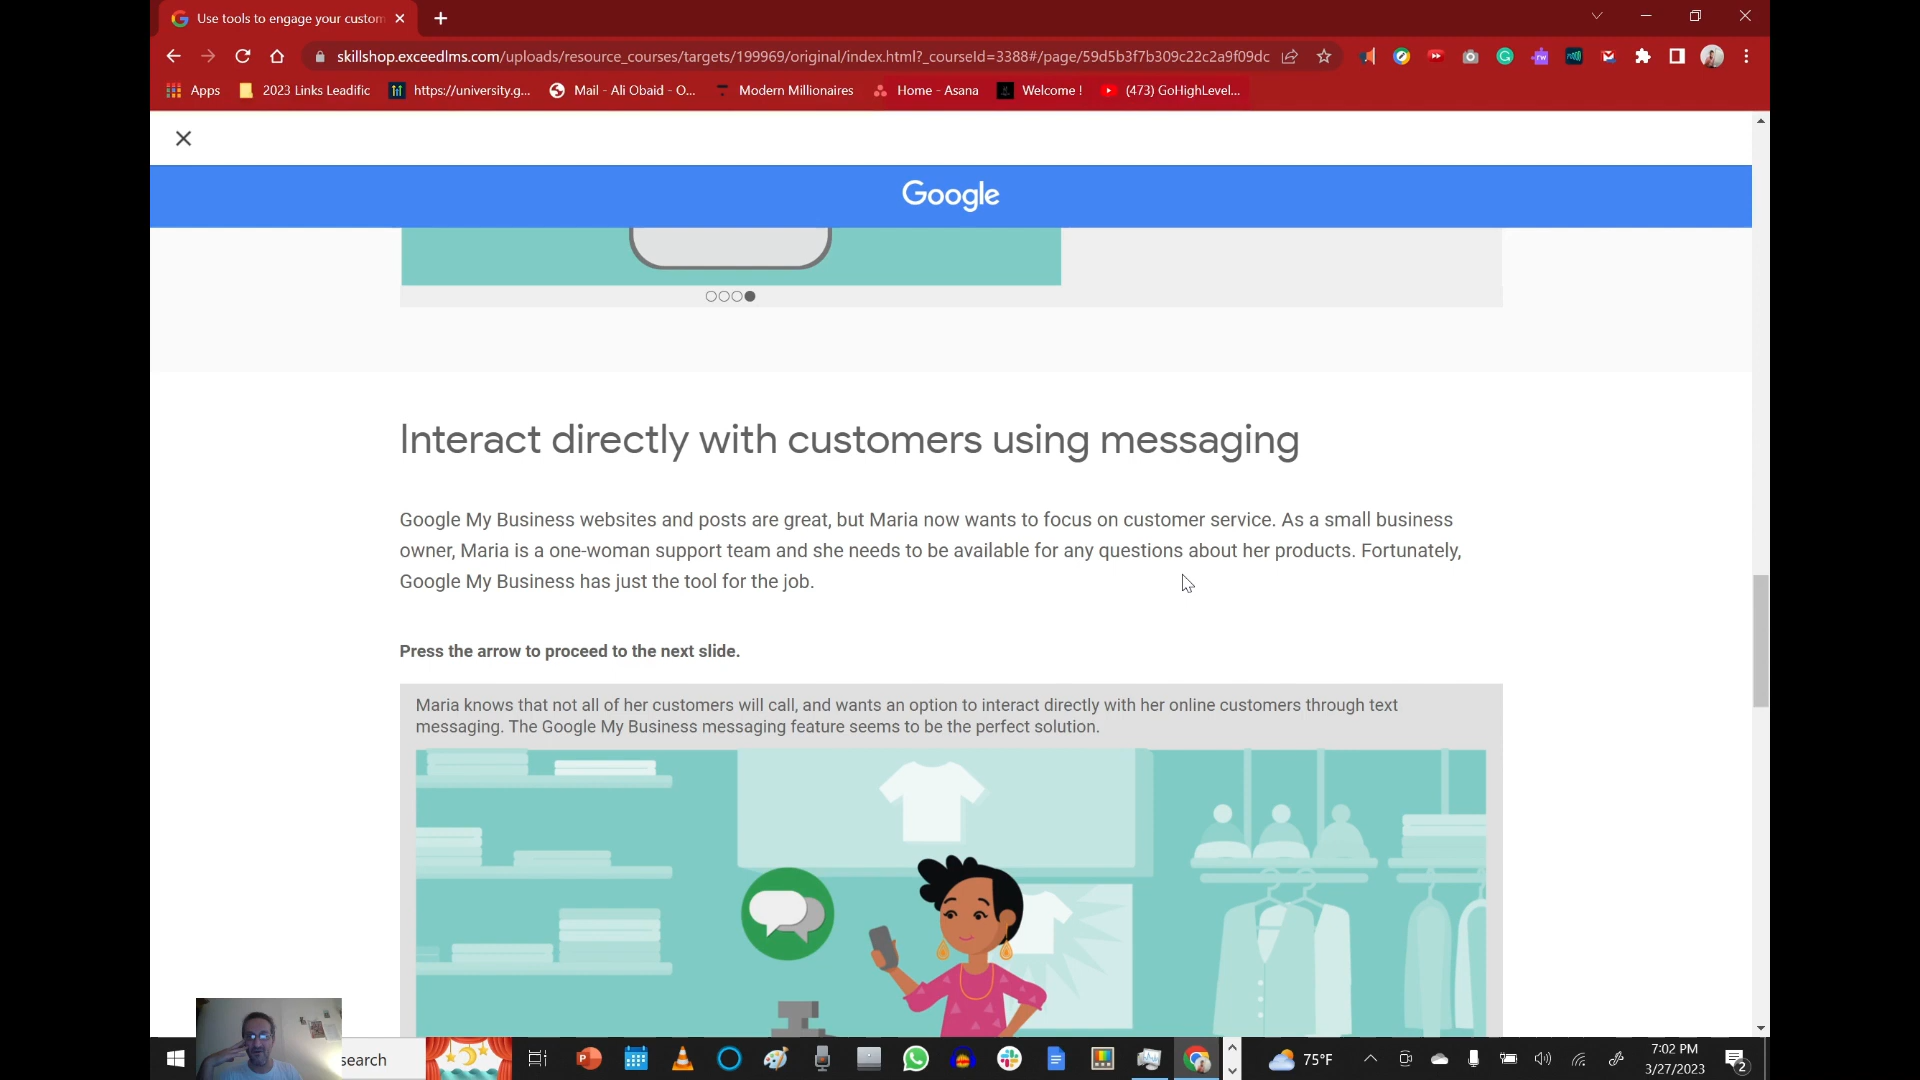 Use tools to engage your custom
skillshop.exceedlms.com/uploads/resource_courses/targets/199969/original/index.html?_courseId=3388#/page/59d5b3f7b309c22c2a9f09dc
Apps
2023 Links Leadific
https://university.g...
Mail - Ali Obaid - O...
Modern Millionaires
Home - Asana
Welcome !
(473) GoHighLevel...
Google
Interact directly with customers using messaging
Google My Business websites and posts are great, but Maria now wants to focus on customer service. As a small business
owner, Maria is a one-woman support team and she needs to be available for any questions about her products. Fortunately,
Google My Business has just the tool for the job.
Press the arrow to proceed to the next slide.
Maria knows that not all of her customers will call, and wants an option to interact directly with her online customers through text
messaging. The Google My Business messaging feature seems to be the perfect solution.
search
75°F
7:02 PM
3/27/2023
2